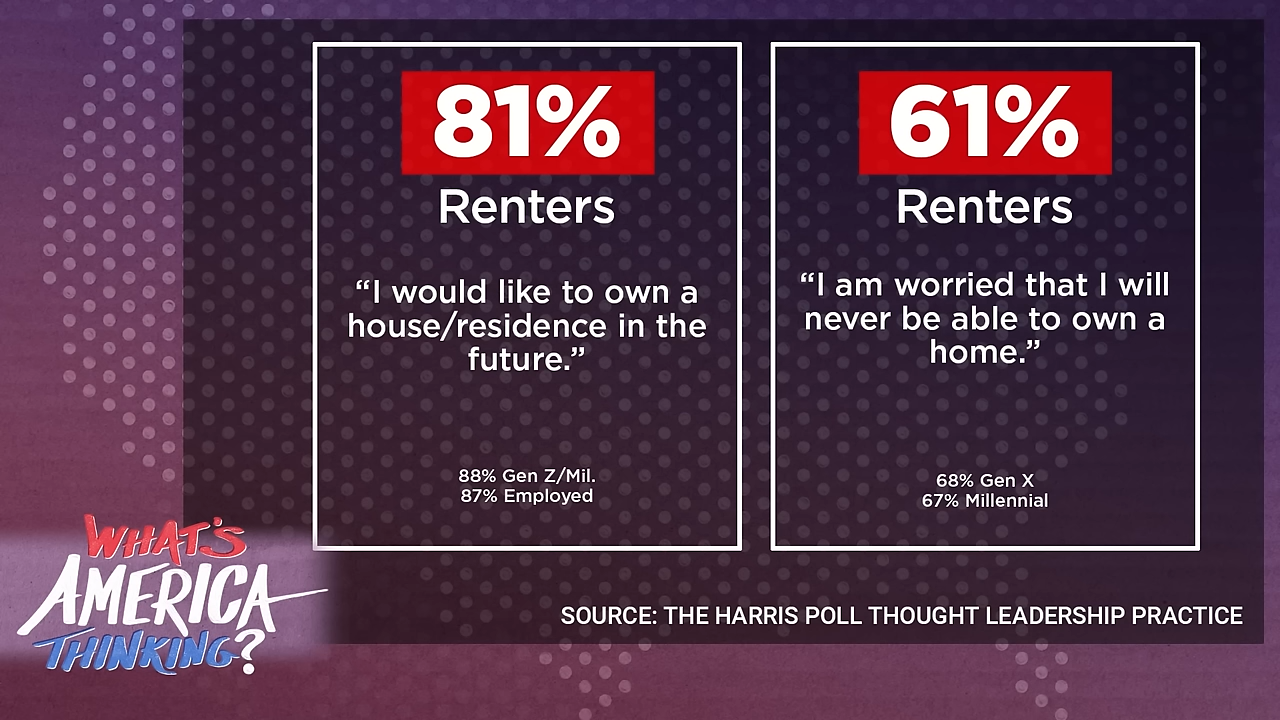 81%
Renters
“I would like to own a
house/residence in the
future.”
88% Gen Z/Mil.
87% Employed
61%
Renters
“I am worried that I will
never be able to own a
home.”
68% Gen X
67% Millennial
WHAT'S
AMERICA
THINKING?
SOURCE: THE HARRIS POLL THOUGHT LEADERSHIP PRACTICE